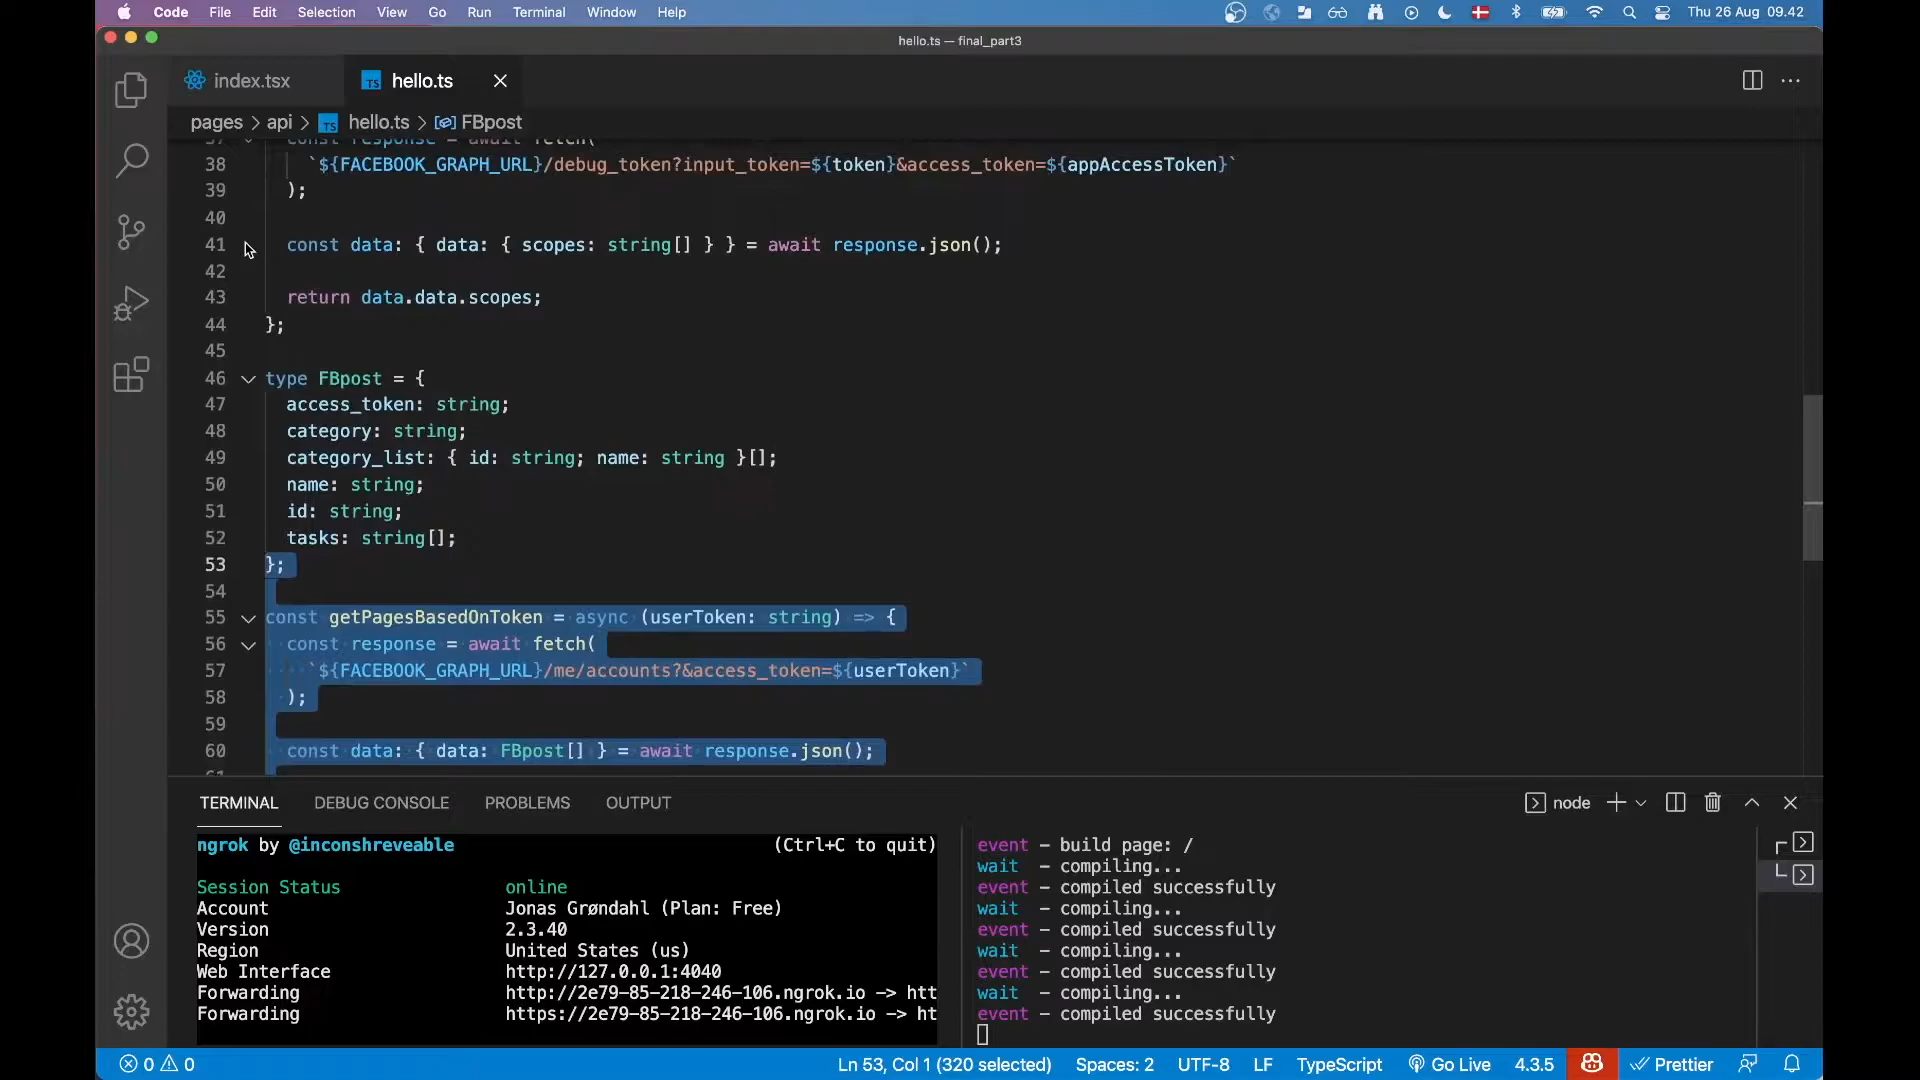 Code File Edit Selection View Go Run Terminal Window Help Thu 26 Aug 09.42
hello.ts — final_part3
index.tsx
TS hello.ts
pages > api > TS hello.ts > FBpost
37 const response = await fetch(
38 `${FACEBOOK_GRAPH_URL}/debug_token?input_token=${token}&access_token=${appAccessToken}`
39 );
40
41 const data: { data: { scopes: string[] } } = await response.json();
42
43 return data.data.scopes;
44 };
45
46 type FBpost = {
47 access_token: string;
48 category: string;
49 category_list: { id: string; name: string }[];
50 name: string;
51 id: string;
52 tasks: string[];
53 };
54
55 const getPagesBasedOnToken = async (userToken: string) => {
56 const response = await fetch(
57 `${FACEBOOK_GRAPH_URL}/me/accounts?&access_token=${userToken}`
58 );
59
60 const data: { data: FBpost[] } = await response.json();
61
TERMINAL DEBUG CONSOLE PROBLEMS OUTPUT node
ngrok by @inconshreveable (Ctrl+C to quit)
Session Status online
Account Jonas Grøndahl (Plan: Free)
Version 2.3.40
Region United States (us)
Web Interface http://127.0.0.1:4040
Forwarding http://2e79-85-218-246-106.ngrok.io -> htt
Forwarding https://2e79-85-218-246-106.ngrok.io -> ht
event - build page: /
wait - compiling...
event - compiled successfully
wait - compiling...
event - compiled successfully
wait - compiling...
event - compiled successfully
wait - compiling...
event - compiled successfully
0 0 Ln 53, Col 1 (320 selected) Spaces: 2 UTF-8 LF TypeScript Go Live 4.3.5 Prettier